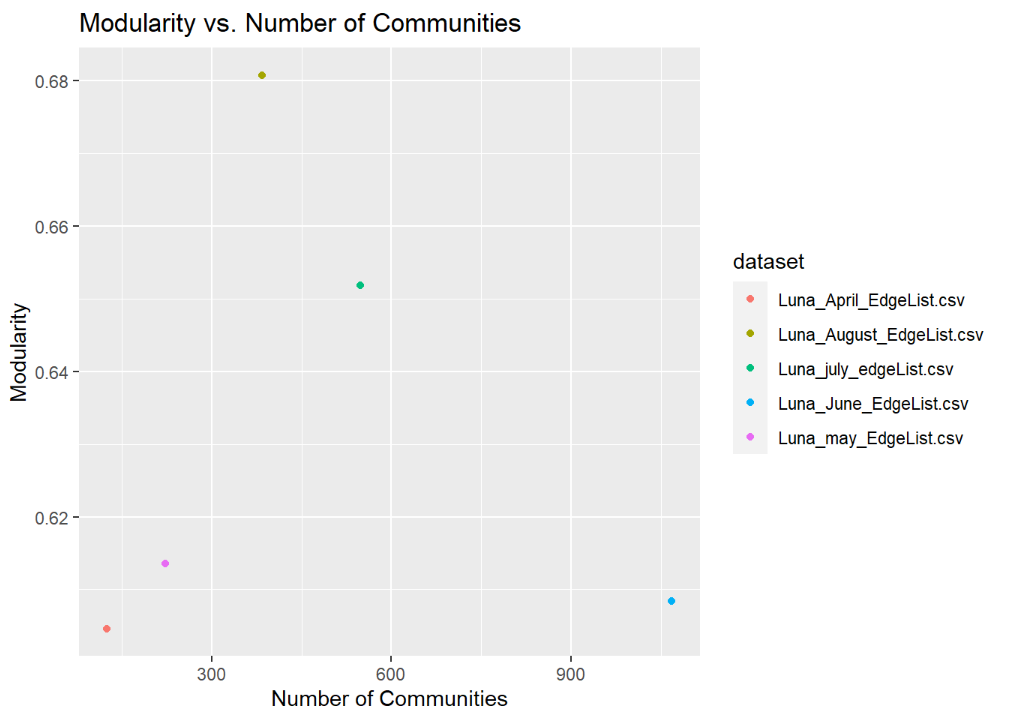 Modularity vs. Number of Communities
0.68
0.66
0.64
0.62
Modularity
300 600 900
Number of Communities
dataset
Luna_April_EdgeList.csv
Luna_August_EdgeList.csv
Luna_july_edgeList.csv
Luna_June_EdgeList.csv
Luna_may_EdgeList.csv